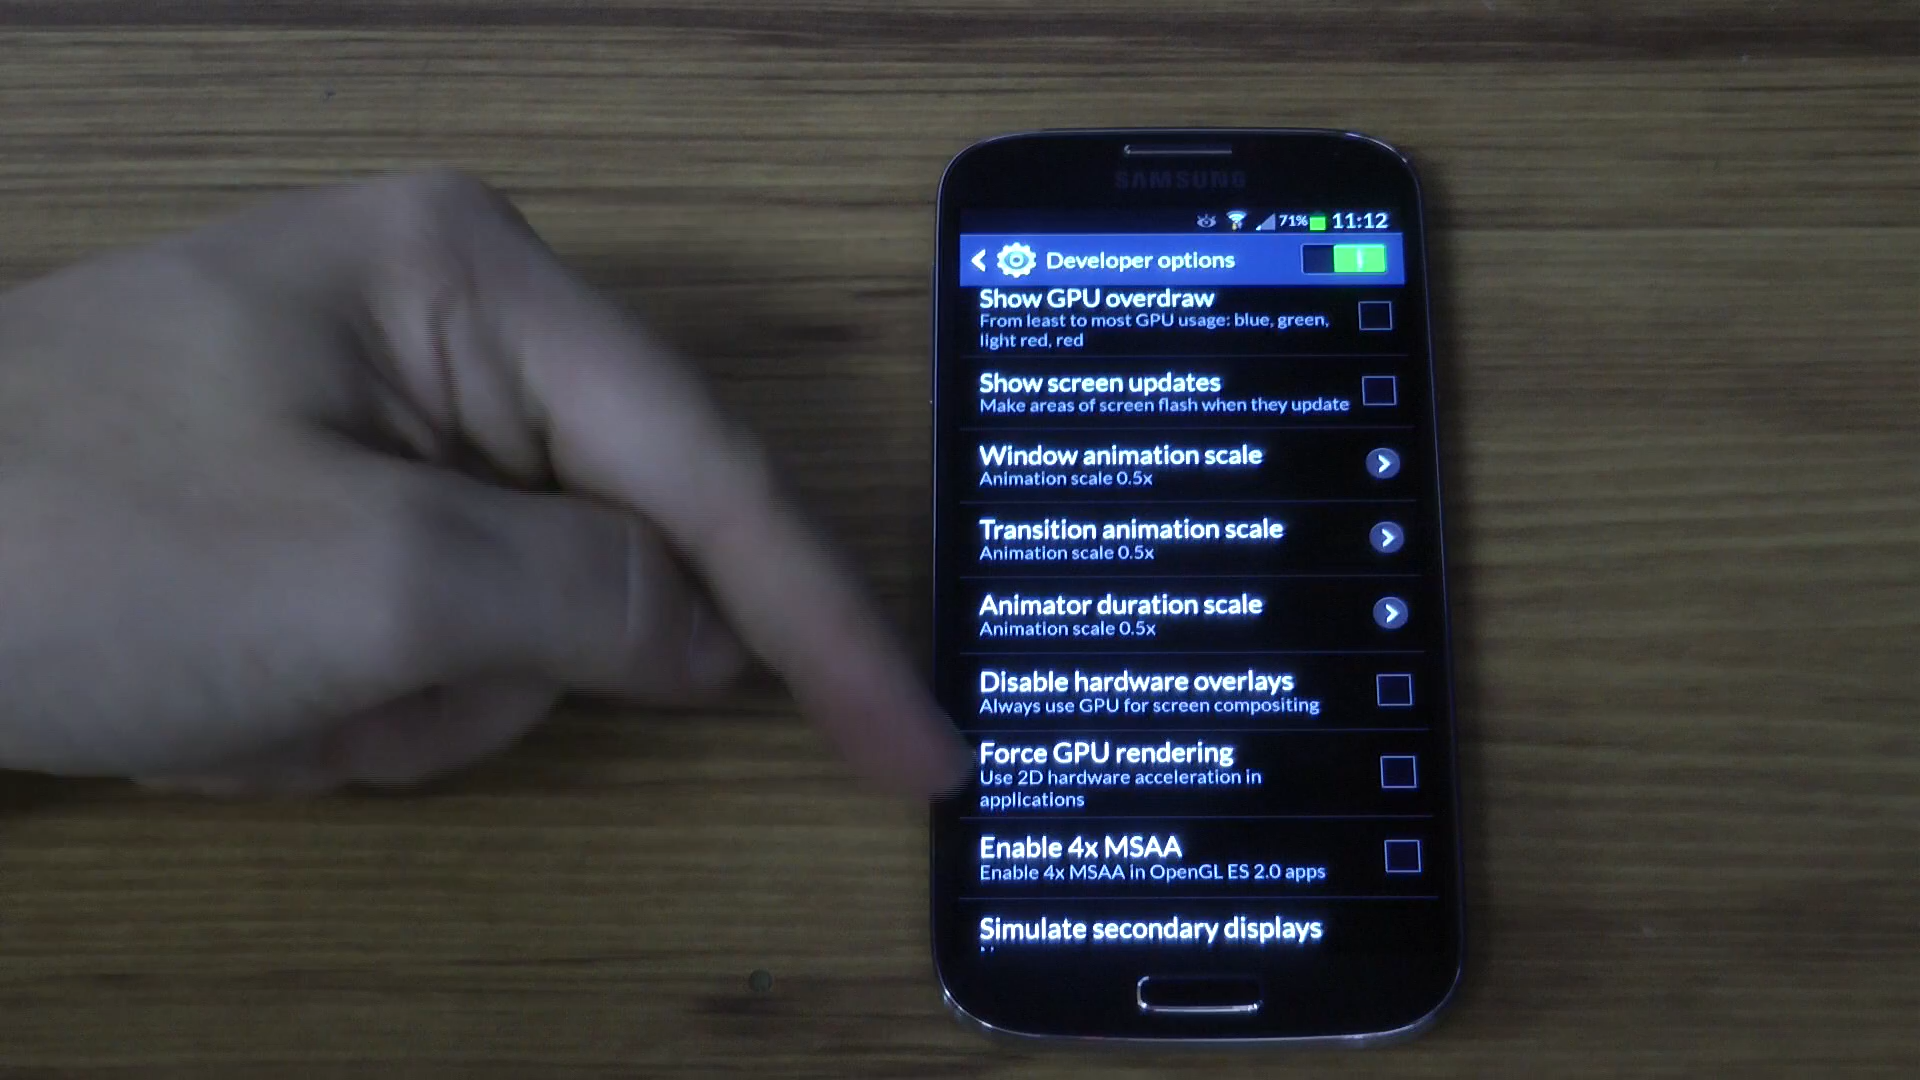 SAMSUNG
71% 11:12
Developer options
Show GPU overdraw
From least to most GPU usage: blue, green,
light red, red
Show screen updates
Make areas of screen flash when they update
Window animation scale
Animation scale 0.5x
Transition animation scale
Animation scale 0.5x
Animator duration scale
Animation scale 0.5x
Disable hardware overlays
Always use GPU for screen compositing
Force GPU rendering
Use 2D hardware acceleration in
applications
Enable 4x MSAA
Enable 4x MSAA in OpenGL ES 2.0 apps
Simulate secondary displays